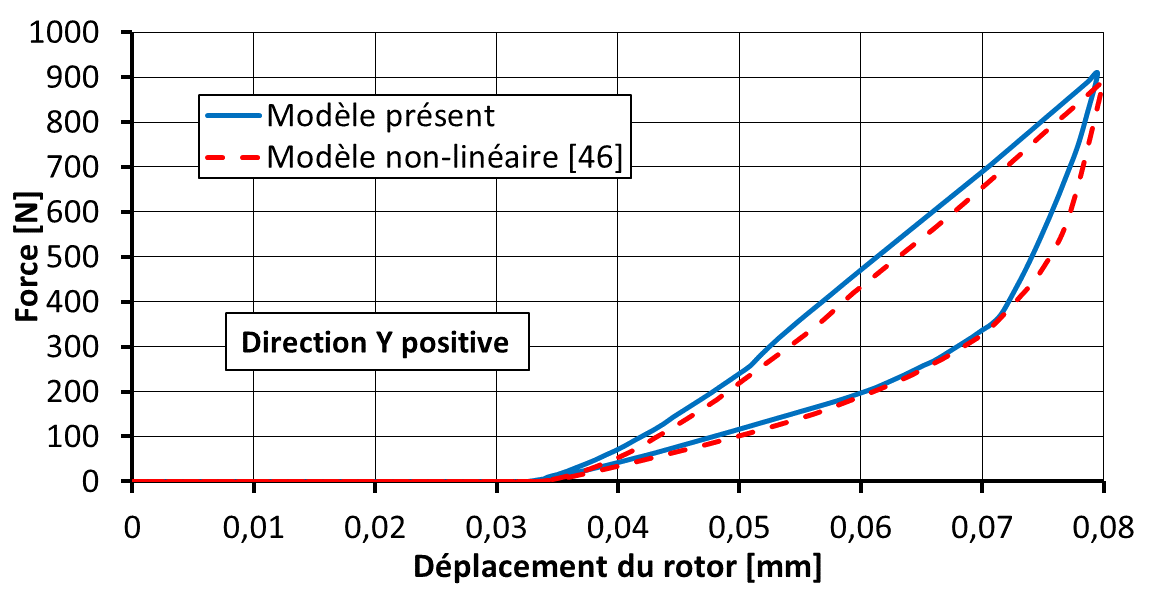 1000
900
800
700
600
500
400
300
200
100
0
Force [N]
Modèle présent
Modèle non-linéaire [46]
Direction Y positive
0 0,01 0,02 0,03 0,04 0,05 0,06 0,07 0,08
Déplacement du rotor [mm]